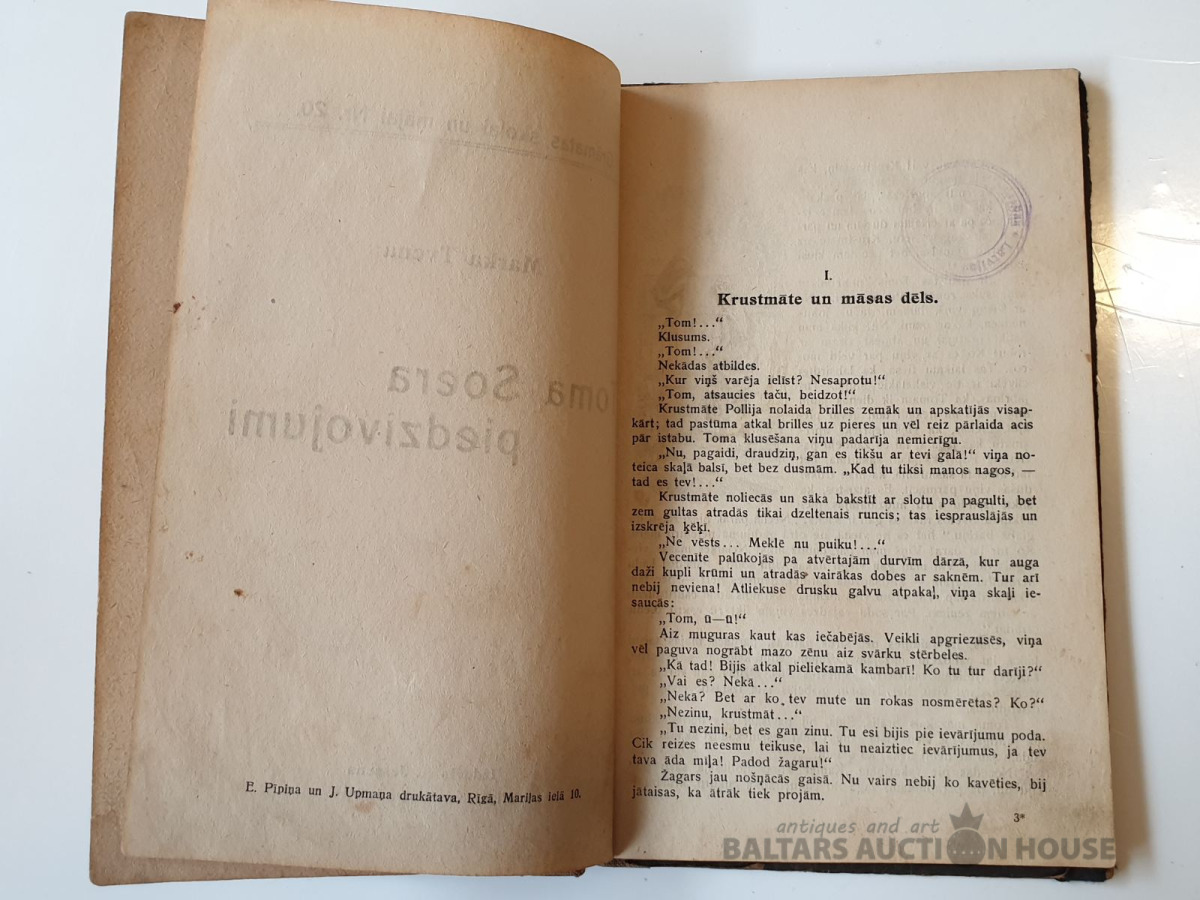 E. Pīpiņa un J. Upmaņa drukātava, Rīgā, Marijas ielā 10.
I.
Krustmāte un māsas dēls.
„Tom!...“
Klusums.
„Tom!...“
Nekādas atbildes.
„Kur viņš varēja ielīst? Nesaprotu!“
„Tom, atsaucies taču, beidzot!“
Krustmāte Pollija nolaida brilles zemāk un apskatījās visap-
kārt; tad pastūma atkal brilles uz pieres un vēl reiz pārlaida acis
pār istabu. Toma klusēšana viņu padarīja nemierīgu.
„Nu, pagaidi, draudziņ, gan es tikšu ar tevi galā!“ viņa no-
teica skaļā balsī, bet bez dusmām. „Kad tu tiksi manos nagos, —
tad es tev!...“
Krustmāte noliecās un sāka bakstīt ar slotu pa pagulti, bet
zem gultas atradās tikai dzeltenais runcis; tas iesprauslājās un
izskrēja ķēķī.
„Ne vēsts... Meklē nu puiku!...“
Vecenīte palūkojās pa atvērtajām durvīm dārzā, kur auga
daži kupli krūmi un atradās vairākas dobes ar saknēm. Tur arī
nebij neviena! Atliekuse drusku galvu atpakaļ, viņa skaļi ie-
saucās:
„Tom, ū—ū!“
Aiz muguras kaut kas iečabējās. Veikli apgriezusēs, viņa
vēl paguva nogrābt mazo zēnu aiz svārku stērbeles.
„Kā tad! Bijis atkal pieliekamā kambarī! Ko tu tur darīji?“
„Vai es? Nekā...“
„Nekā? Bet ar ko tev mute un rokas nosmērētas? Ko?“
„Nezinu, krustmāt...“
„Tu nezini, bet es gan zinu. Tu esi bijis pie ievārījumu poda.
Cik reizes neesmu teikuse, lai tu neaiztiec ievārījumus, ja tev
tava āda mīļa! Padod žagaru!“
Žagars jau nošņācās gaisā. Nu vairs nebij ko kavēties, bij
jātaisas, ka ātrāk tiek projām.
3*
antiques and art
BALTARS AUCTION HOUSE